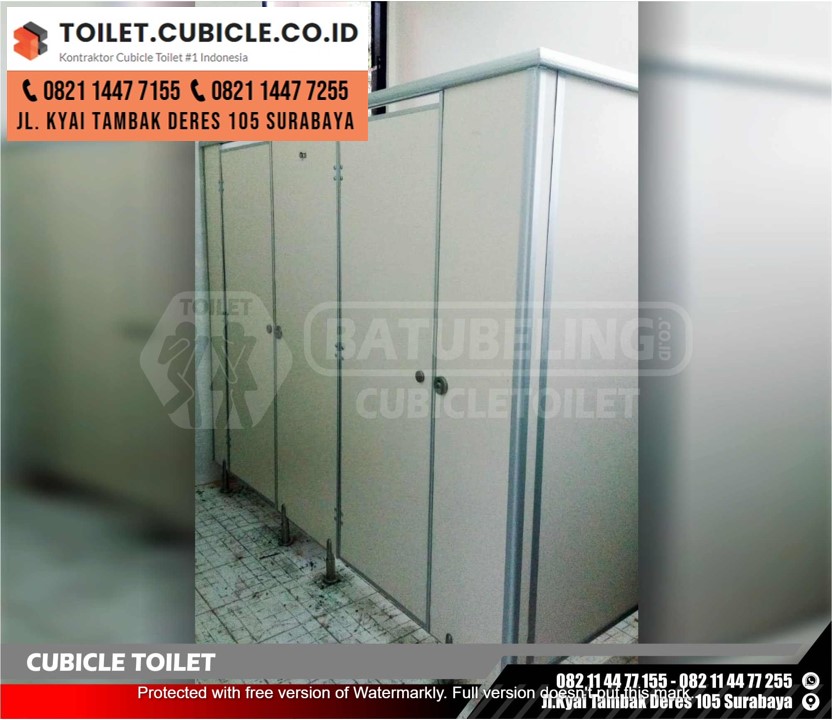 TOILET.CUBICLE.CO.ID
Kontraktor Cubicle Toilet #1 Indonesia
0821 1447 7155 0821 1447 7255
JL. KYAI TAMBAK DERES 105 SURABAYA
TOILET
BATUBELING.co.id
CUBICLETOILET
CUBICLE TOILET
082 11 44 77 155 - 082 11 44 77 255
Jl.Kyai Tambak Deres 105 Surabaya
Protected with free version of Watermarkly. Full version doesn't put this mark.